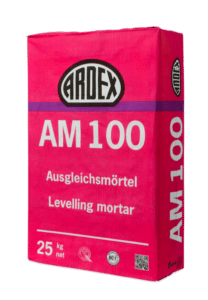 ARDEX
AM 100
Ausgleichsmörtel
Levelling mortar
25 kg
net
AM 100